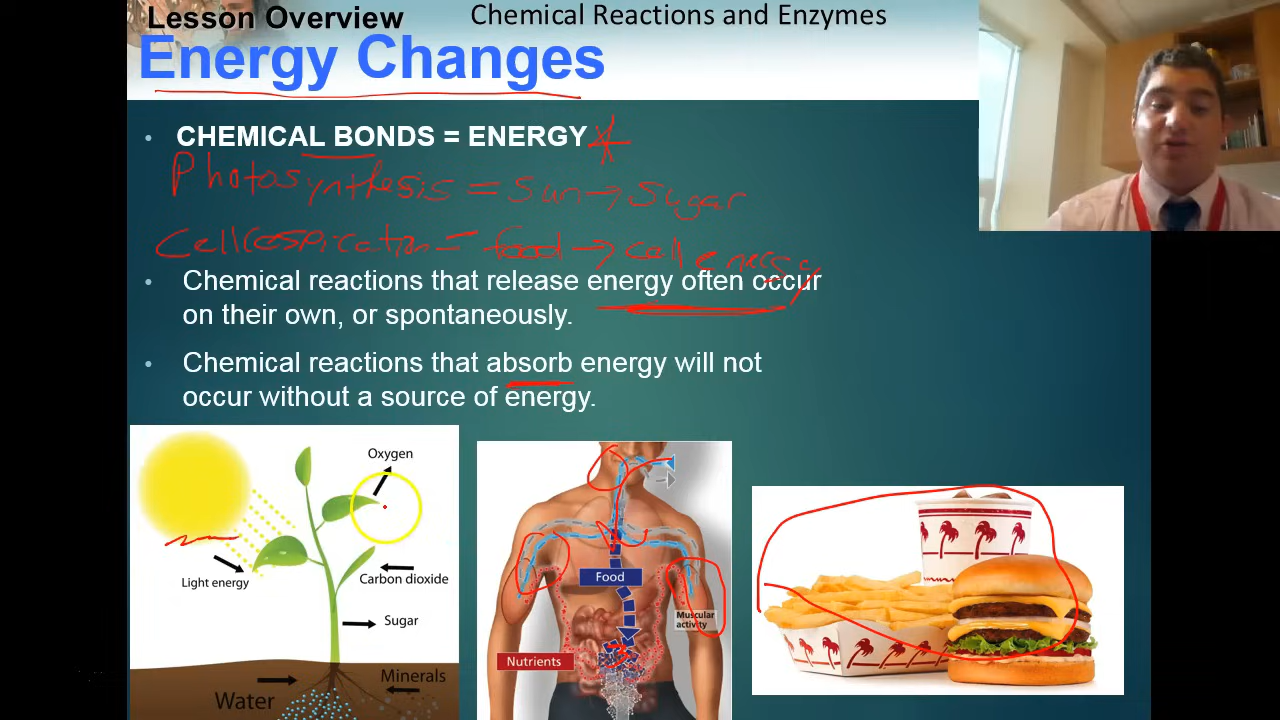 Lesson Overview
Chemical Reactions and Enzymes
Energy Changes
• CHEMICAL BONDS = ENERGY
Photosynthesis = Sun → Sugar
Cell respiration = food → cell energy
• Chemical reactions that release energy often occur
on their own, or spontaneously.
• Chemical reactions that absorb energy will not
occur without a source of energy.
Oxygen
Light energy
Carbon dioxide
Sugar
Minerals
Water
Food
Muscular
activity
Nutrients